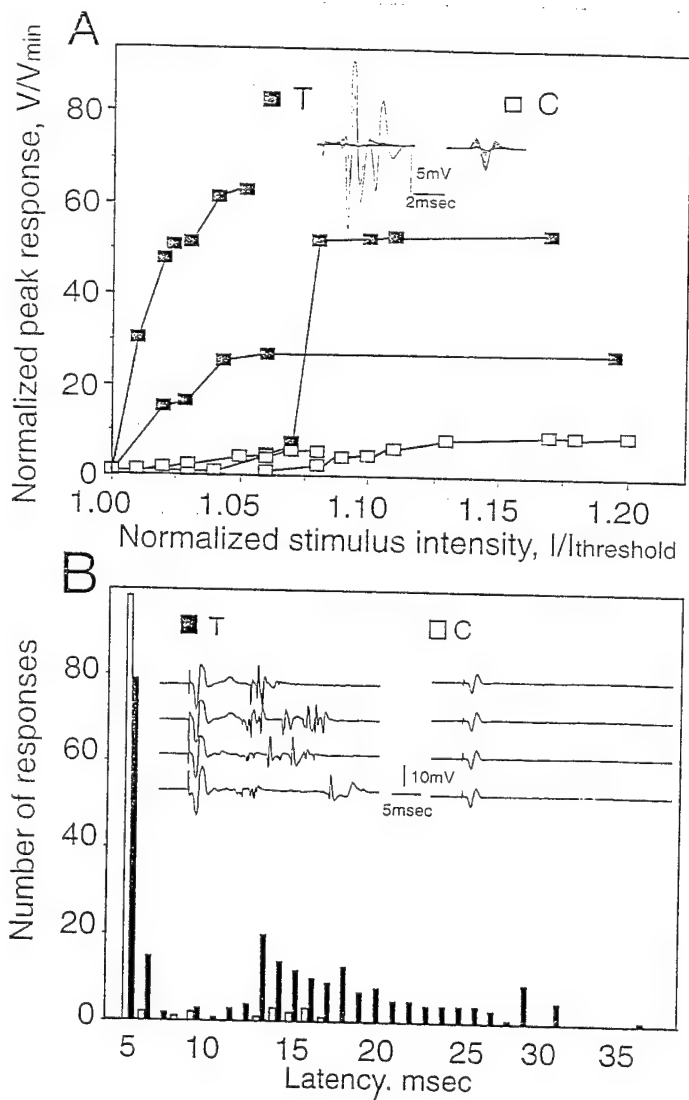 A
Normalized peak response, V/Vmin
80
60
40
20
0
T
C
5mV
2msec
1.00
1.05
1.10
1.15
1.20
Normalized stimulus intensity, I/Ithreshold
B
Number of responses
80
60
40
20
0
T
C
10mV
5msec
5
10
15
20
25
30
35
Latency. msec